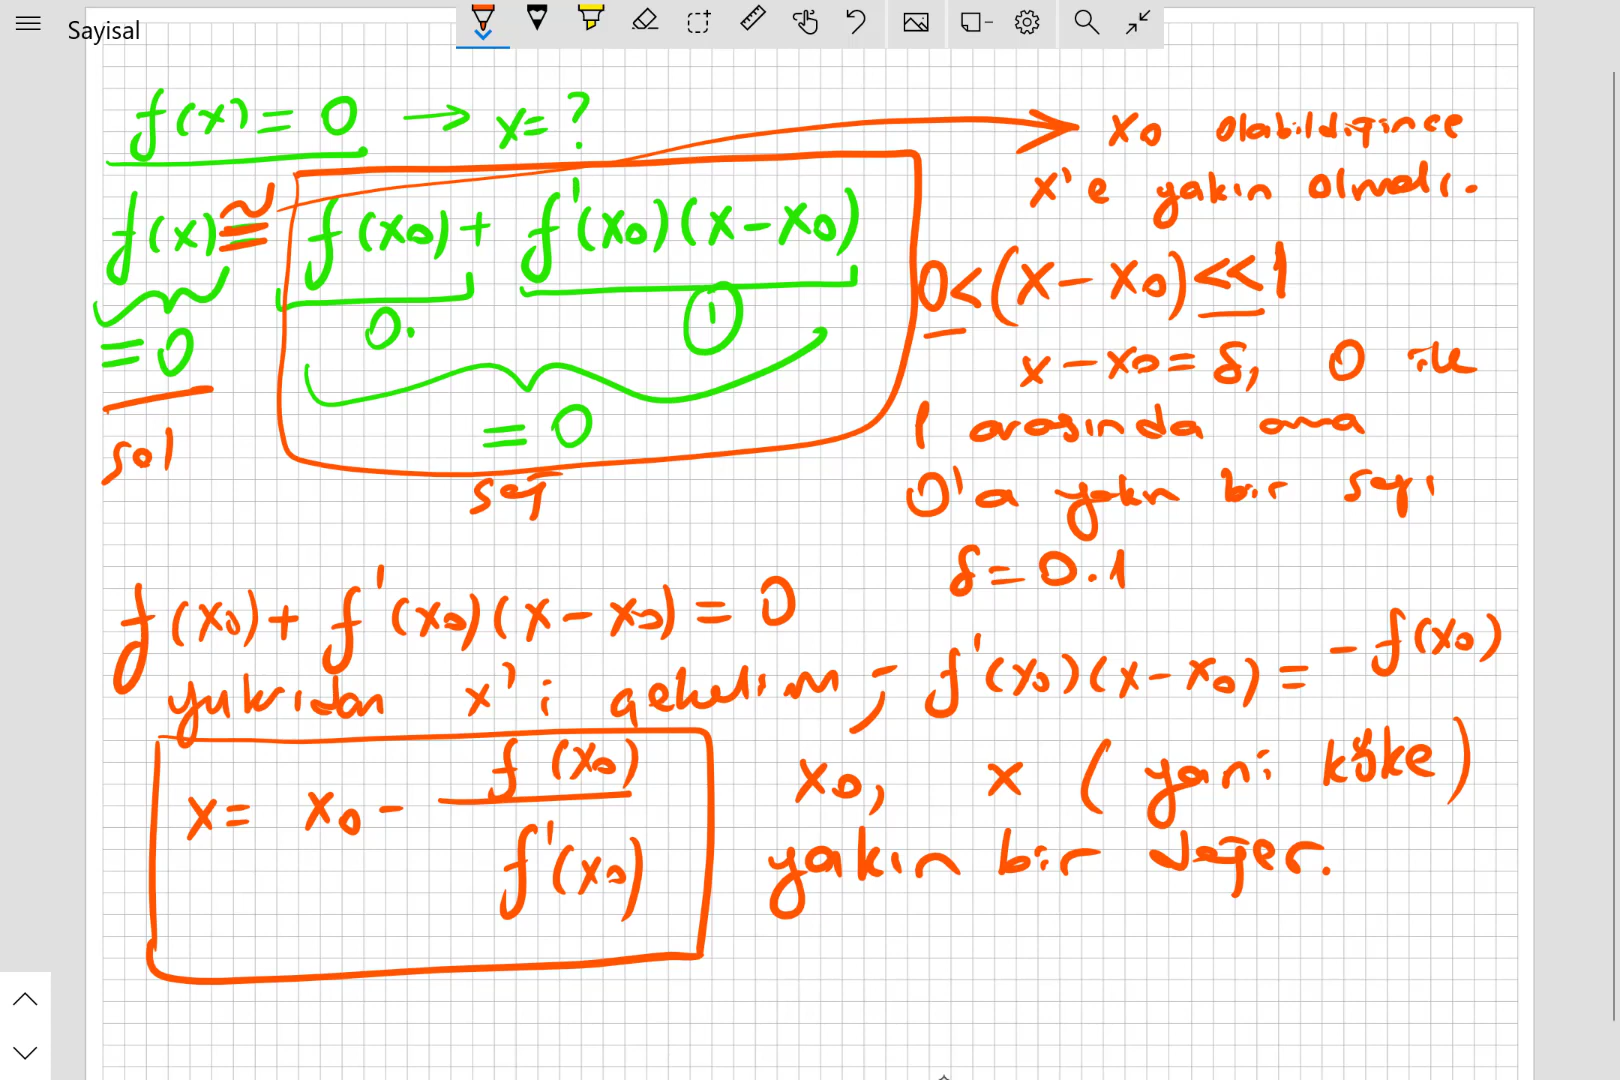 Sayisal
f(x) = 0 → x = ?
f(x) ≅ f(x0) + f'(x0)(x-x0)
0. 1
= 0
= 0
sol
sağ
x0 olabildiğince
x'e yakın olmalı.
0 < (x - x0) << 1
x - x0 = δ, 0 ile
1 arasında ama
0'a yakın bir sayı
δ = 0.1
f(x0) + f'(x0)(x - x0) = 0
yukrıdan x'i çekelim ; f'(x0)(x-x0) = -f(x0)
x = x0 - f(x0) / f'(x0)
x0, x (yani köke)
yakın bir değer.